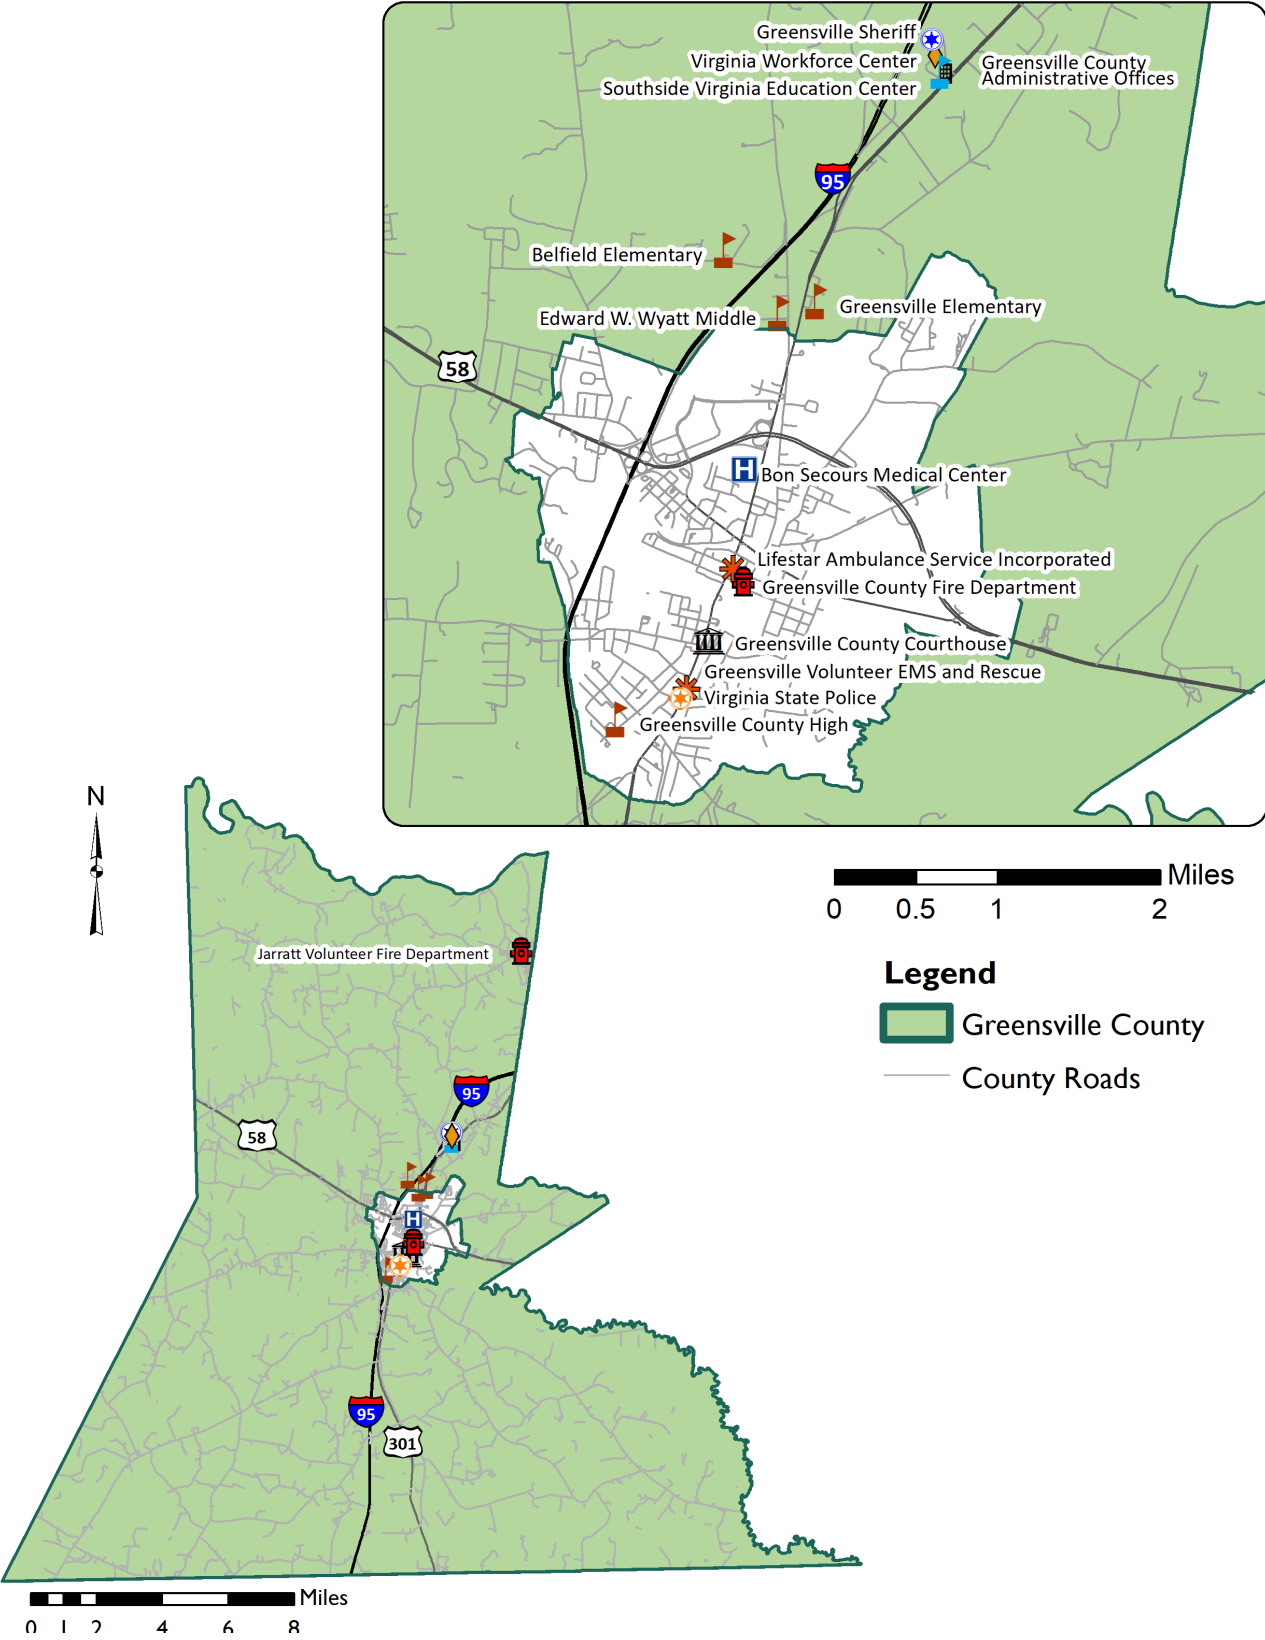 Greensville Sheriff
Virginia Workforce Center
Southside Virginia Education Center
Greensville County
Administrative Offices
95
Belfield Elementary
Edward W. Wyatt Middle
Greensville Elementary
58
H
Bon Secours Medical Center
Lifestar Ambulance Service Incorporated
Greensville County Fire Department
Greensville County Courthouse
Greensville Volunteer EMS and Rescue
Virginia State Police
Greensville County High
N
Miles
0 0.5 1 2
Jarratt Volunteer Fire Department
Legend
Greensville County
County Roads
95
58
H
95
301
Miles
0 1 2 4 6 8